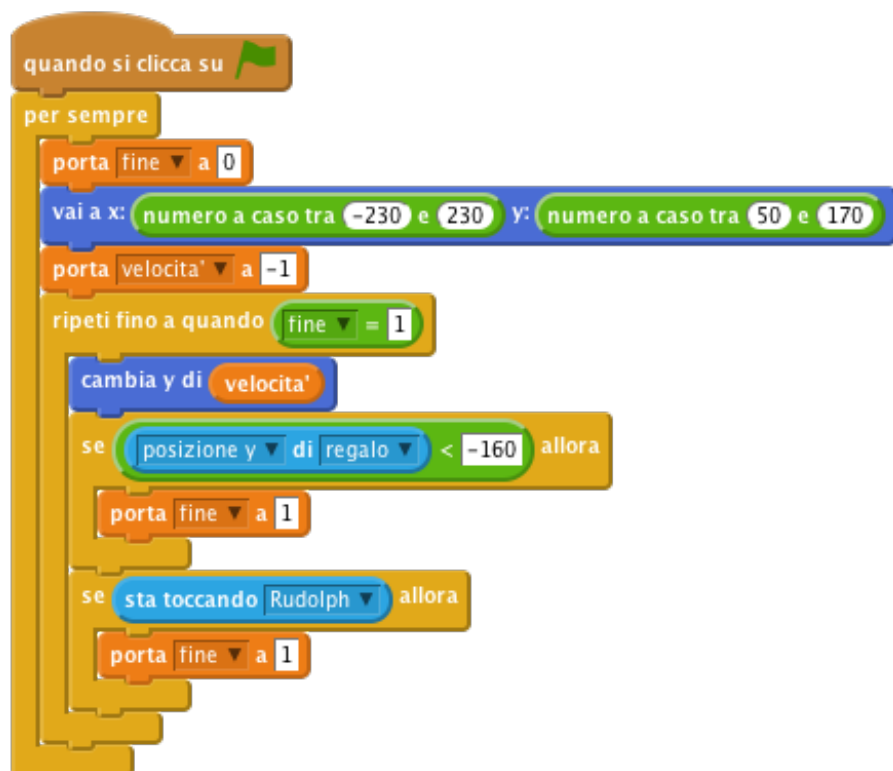 quando si clicca su
per sempre
porta fine a 0
vai a x: numero a caso tra -230 e 230 y: numero a caso tra 50 e 170
porta velocita' a -1
ripeti fino a quando fine = 1
cambia y di velocita'
se posizione y di regalo < -160 allora
porta fine a 1
se sta toccando Rudolph allora
porta fine a 1